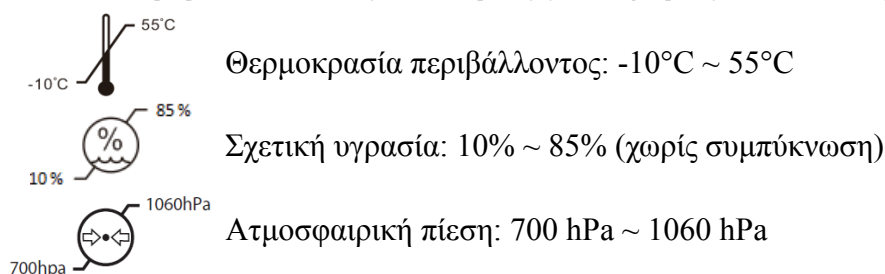 55°C
-10°C
Θερμοκρασία περιβάλλοντος: -10°C ~ 55°C
85%
%
10%
Σχετική υγρασία: 10% ~ 85% (χωρίς συμπύκνωση)
1060hPa
700hpa
Ατμοσφαιρική πίεση: 700 hPa ~ 1060 hPa